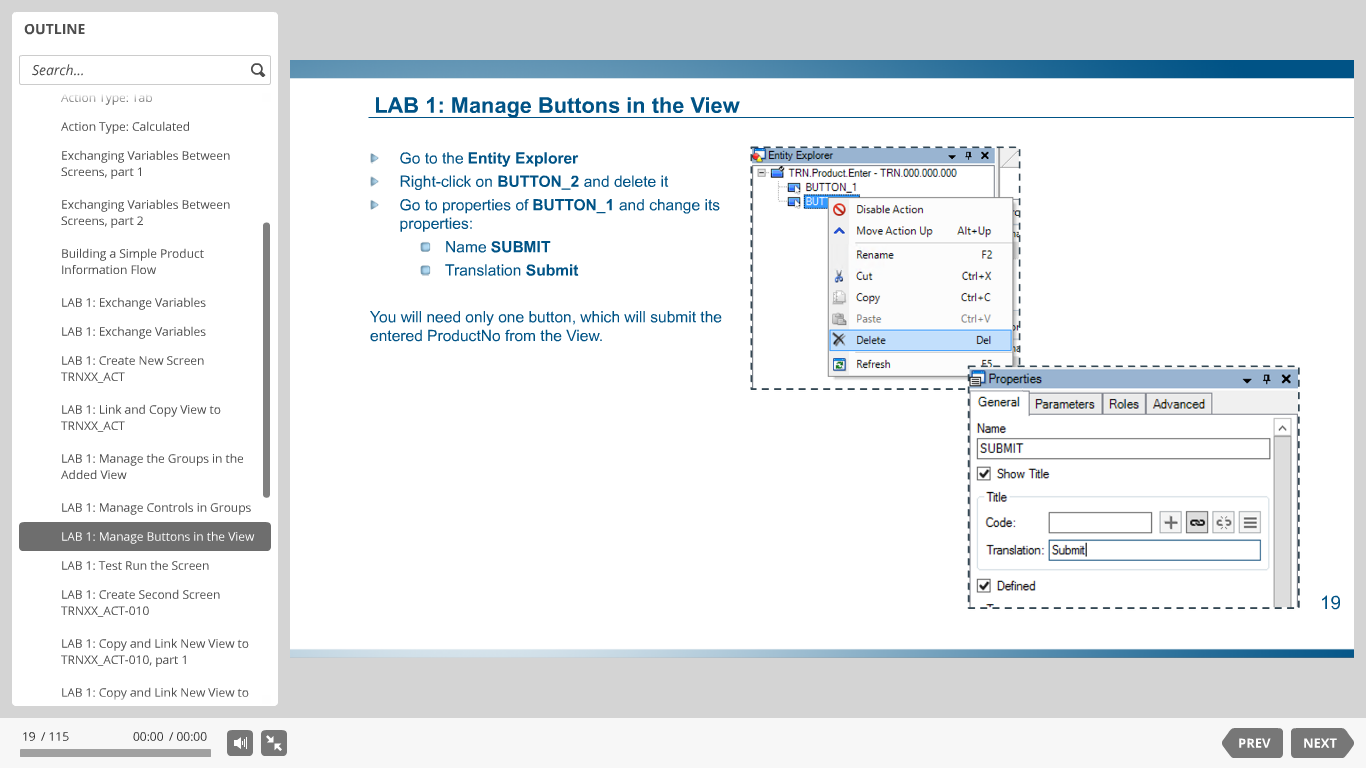 OUTLINE
Search...
Action Type: Tab
Action Type: Calculated
Exchanging Variables Between
Screens, part 1
Exchanging Variables Between
Screens, part 2
Building a Simple Product
Information Flow
LAB 1: Exchange Variables
LAB 1: Exchange Variables
LAB 1: Create New Screen
TRNXX_ACT
LAB 1: Link and Copy View to
TRNXX_ACT
LAB 1: Manage the Groups in the
Added View
LAB 1: Manage Controls in Groups
LAB 1: Manage Buttons in the View
LAB 1: Test Run the Screen
LAB 1: Create Second Screen
TRNXX_ACT-010
LAB 1: Copy and Link New View to
TRNXX_ACT-010, part 1
LAB 1: Copy and Link New View to
LAB 1: Manage Buttons in the View
Go to the Entity Explorer
Right-click on BUTTON_2 and delete it
Go to properties of BUTTON_1 and change its
properties:
Name SUBMIT
Translation Submit
You will need only one button, which will submit the
entered ProductNo from the View.
Entity Explorer
TRN.Product.Enter - TRN.000.000.000
BUTTON_1
BUT
Disable Action
Move Action Up Alt+Up
Rename F2
Cut Ctrl+X
Copy Ctrl+C
Paste Ctrl+V
Delete Del
Refresh F5
Properties
General Parameters Roles Advanced
Name
SUBMIT
Show Title
Title
Code:
Translation: Submit
Defined
19
19 / 115 00:00 / 00:00
PREV NEXT